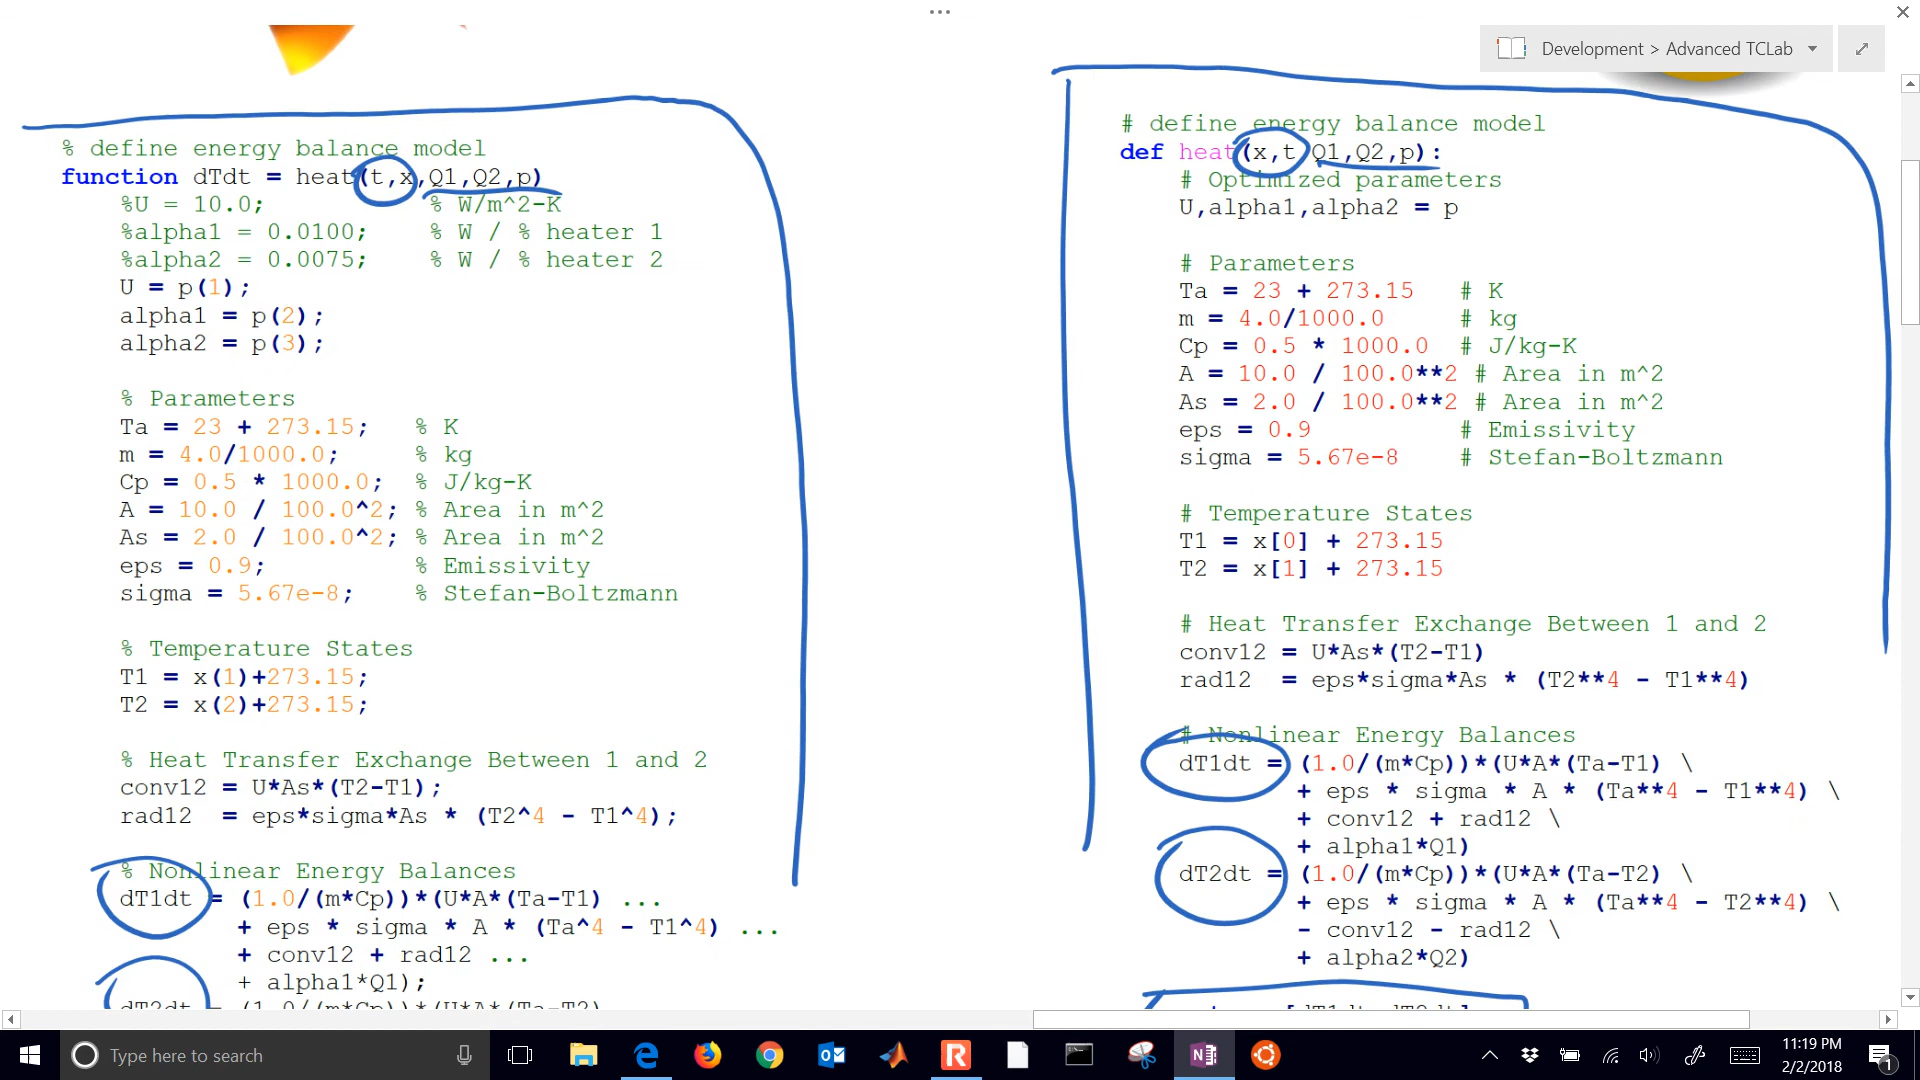 Development > Advanced TCLab
% define energy balance model
function dTdt = heat(t,x,Q1,Q2,p)
%U = 10.0; % W/m^2-K
%alpha1 = 0.0100; % W / % heater 1
%alpha2 = 0.0075; % W / % heater 2
U = p(1);
alpha1 = p(2);
alpha2 = p(3);
% Parameters
Ta = 23 + 273.15; % K
m = 4.0/1000.0; % kg
Cp = 0.5 * 1000.0; % J/kg-K
A = 10.0 / 100.0^2; % Area in m^2
As = 2.0 / 100.0^2; % Area in m^2
eps = 0.9; % Emissivity
sigma = 5.67e-8; % Stefan-Boltzmann
% Temperature States
T1 = x(1)+273.15;
T2 = x(2)+273.15;
% Heat Transfer Exchange Between 1 and 2
conv12 = U*As*(T2-T1);
rad12 = eps*sigma*As * (T2^4 - T1^4);
% Nonlinear Energy Balances
dT1dt = (1.0/(m*Cp))*(U*A*(Ta-T1) ...
+ eps * sigma * A * (Ta^4 - T1^4) ...
+ conv12 + rad12 ...
+ alpha1*Q1);
dT2dt = (1.0/(m*Cp))*(U*A*(Ta-T2)
# define energy balance model
def heat(x,t,Q1,Q2,p):
# Optimized parameters
U,alpha1,alpha2 = p
# Parameters
Ta = 23 + 273.15 # K
m = 4.0/1000.0 # kg
Cp = 0.5 * 1000.0 # J/kg-K
A = 10.0 / 100.0**2 # Area in m^2
As = 2.0 / 100.0**2 # Area in m^2
eps = 0.9 # Emissivity
sigma = 5.67e-8 # Stefan-Boltzmann
# Temperature States
T1 = x[0] + 273.15
T2 = x[1] + 273.15
# Heat Transfer Exchange Between 1 and 2
conv12 = U*As*(T2-T1)
rad12 = eps*sigma*As * (T2**4 - T1**4)
# Nonlinear Energy Balances
dT1dt = (1.0/(m*Cp))*(U*A*(Ta-T1) \
+ eps * sigma * A * (Ta**4 - T1**4) \
+ conv12 + rad12 \
+ alpha1*Q1)
dT2dt = (1.0/(m*Cp))*(U*A*(Ta-T2) \
+ eps * sigma * A * (Ta**4 - T2**4) \
- conv12 - rad12 \
+ alpha2*Q2)
Type here to search
11:19 PM
2/2/2018
1